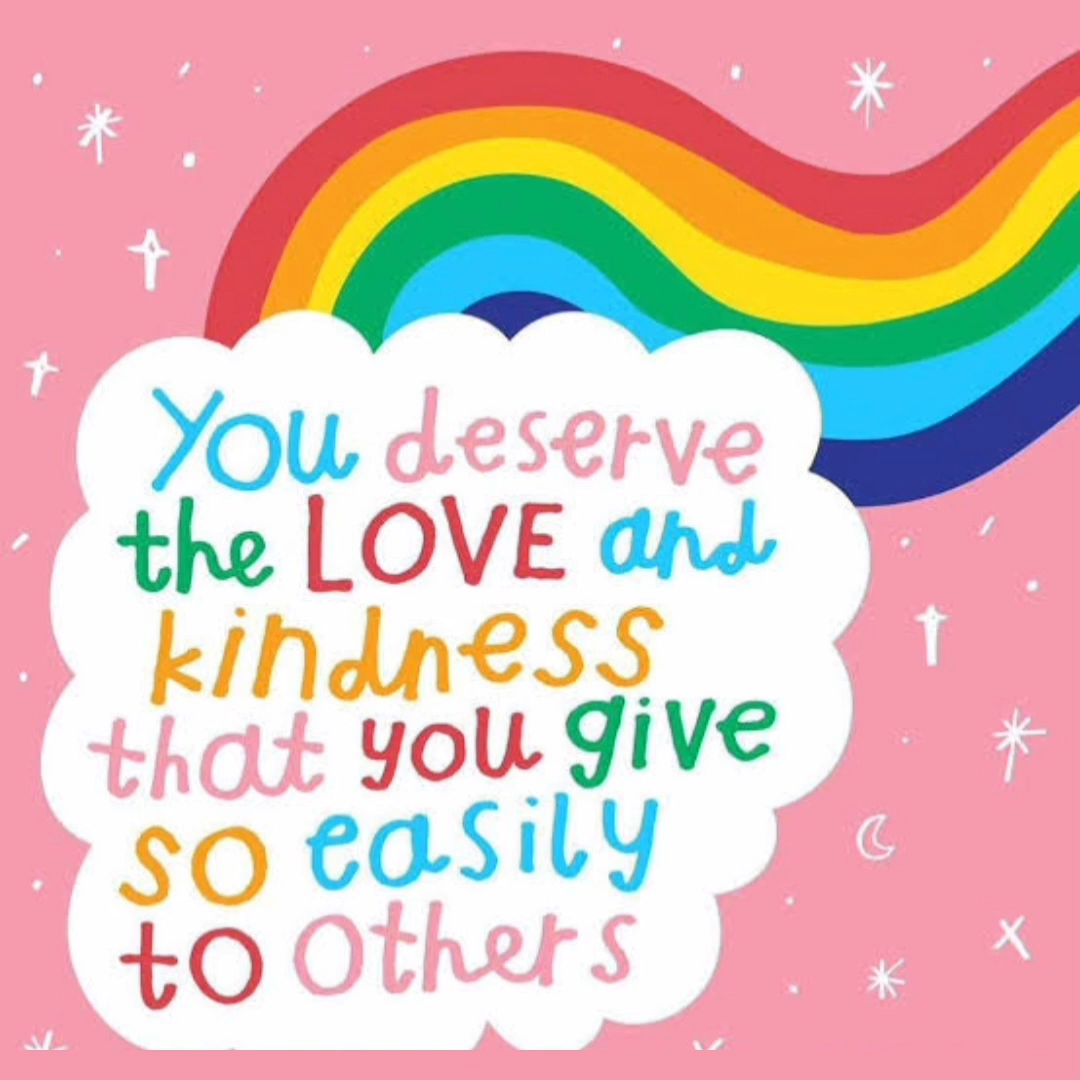 You deserve
the LOVE and
kindness
that you give
so easily
to others